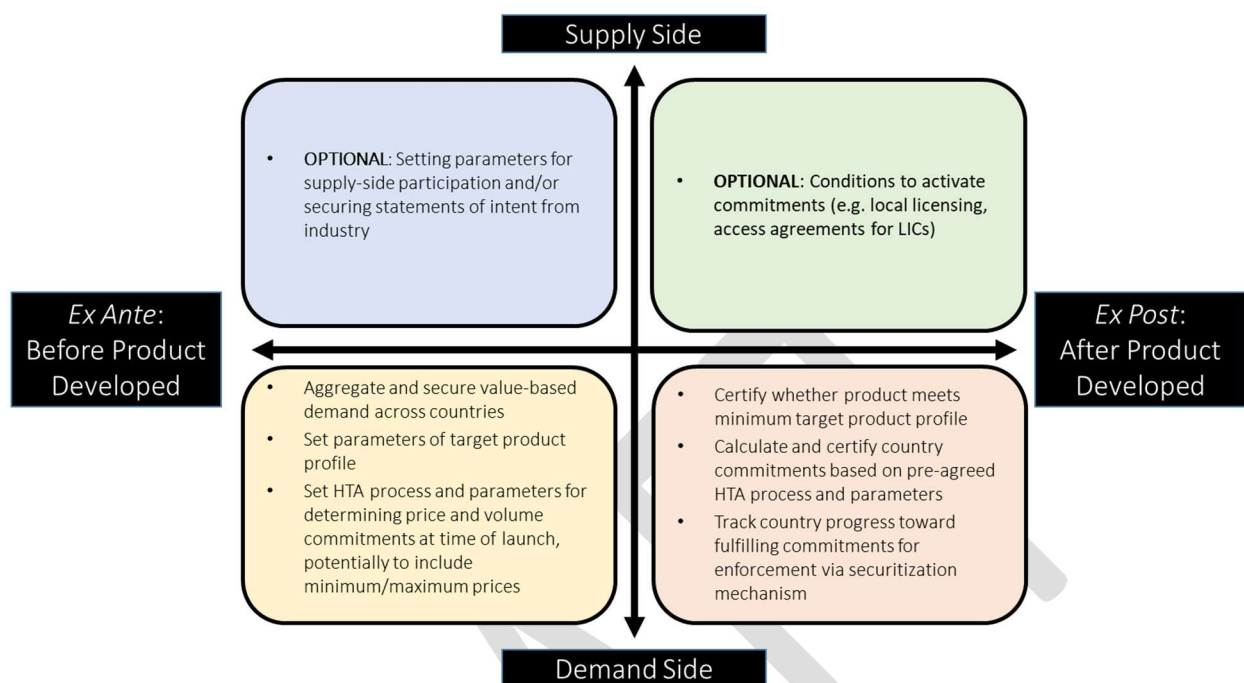 Supply Side
• OPTIONAL: Setting parameters for
supply-side participation and/or
securing statements of intent from
industry
• OPTIONAL: Conditions to activate
commitments (e.g. local licensing,
access agreements for LICs)
Ex Ante:
Before Product
Developed
Ex Post:
After Product
Developed
• Aggregate and secure value-based
demand across countries
• Set parameters of target product
profile
• Set HTA process and parameters for
determining price and volume
commitments at time of launch,
potentially to include
minimum/maximum prices
• Certify whether product meets
minimum target product profile
• Calculate and certify country
commitments based on pre-agreed
HTA process and parameters
• Track country progress toward
fulfilling commitments for
enforcement via securitization
mechanism
Demand Side